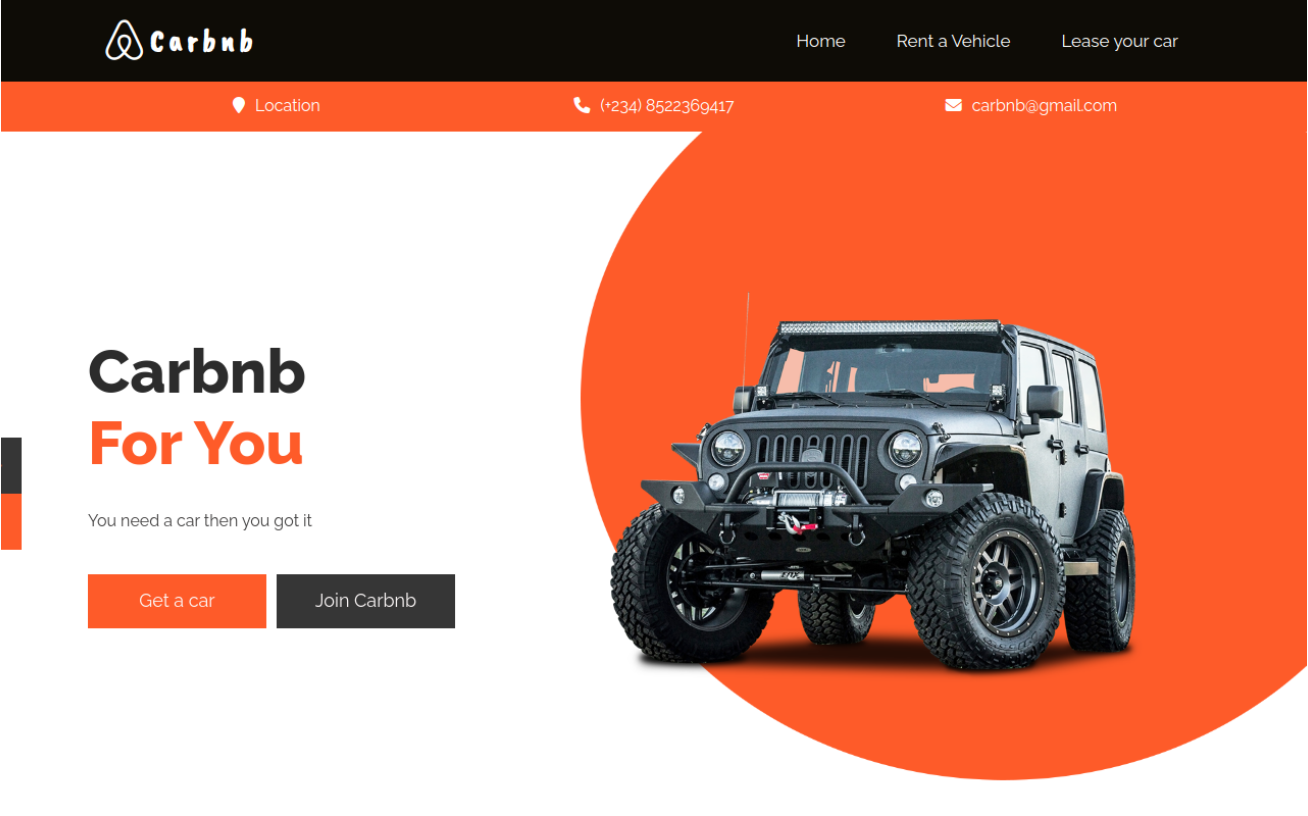 Carbnb
Home Rent a Vehicle Lease your car
Location (+234) 8522369417 carbnb@gmail.com
Carbnb
For You
You need a car then you got it
Get a car Join Carbnb